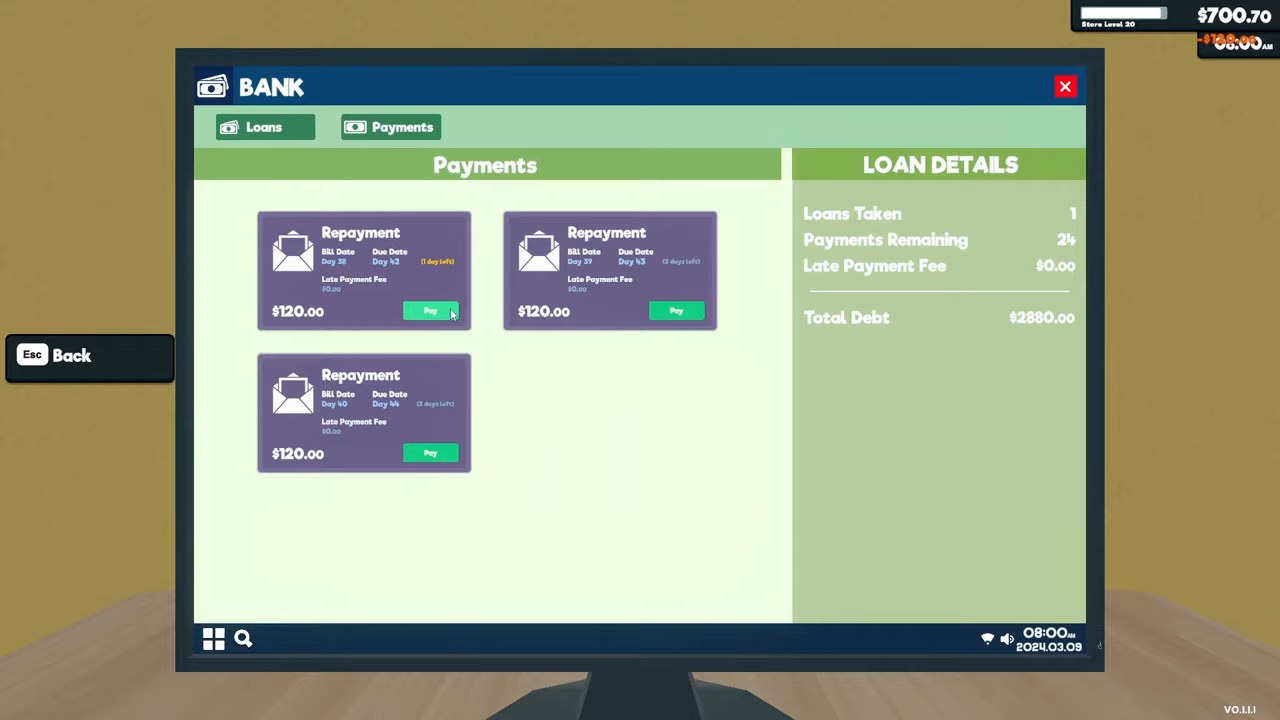 Store Level 20
$700.70
08:00AM
BANK
Loans
Payments
Payments
LOAN DETAILS
Repayment
Bill Date Due Date
Day 38 Day 42 (1 day left)
Late Payment Fee
$0.00
$120.00 Pay
Repayment
Bill Date Due Date
Day 39 Day 43 (2 days left)
Late Payment Fee
$0.00
$120.00 Pay
Repayment
Bill Date Due Date
Day 40 Day 44 (3 days left)
Late Payment Fee
$0.00
$120.00 Pay
Loans Taken 1
Payments Remaining 24
Late Payment Fee $0.00
Total Debt $2880.00
Esc Back
08:00AM
2024.03.09
V0.1.1.1